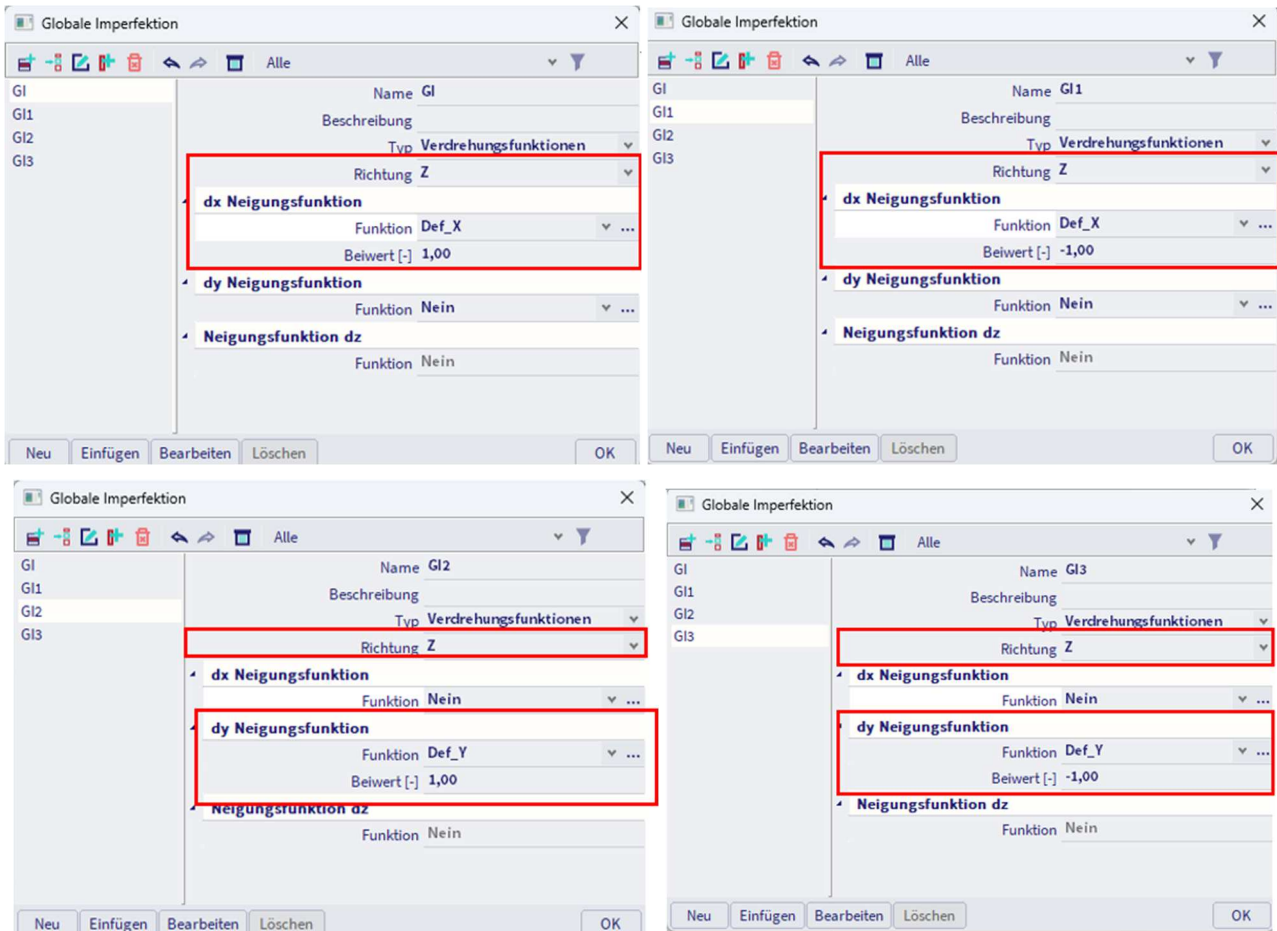 Globale Imperfektion
Alle
GI
GI1
GI2
GI3
Name GI
Beschreibung
Typ Verdrehungsfunktionen
Richtung Z
dx Neigungsfunktion
Funktion Def_X ...
Beiwert [-] 1,00
dy Neigungsfunktion
Funktion Nein ...
Neigungsfunktion dz
Funktion Nein
Neu Einfügen Bearbeiten Löschen OK
Globale Imperfektion
Alle
GI
GI1
GI2
GI3
Name GI1
Beschreibung
Typ Verdrehungsfunktionen
Richtung Z
dx Neigungsfunktion
Funktion Def_X ...
Beiwert [-] -1,00
dy Neigungsfunktion
Funktion Nein ...
Neigungsfunktion dz
Funktion Nein
Neu Einfügen Bearbeiten Löschen OK
Globale Imperfektion
Alle
GI
GI1
GI2
GI3
Name GI2
Beschreibung
Typ Verdrehungsfunktionen
Richtung Z
dx Neigungsfunktion
Funktion Nein ...
dy Neigungsfunktion
Funktion Def_Y ...
Beiwert [-] 1,00
Neigungsfunktion dz
Funktion Nein
Neu Einfügen Bearbeiten Löschen OK
Globale Imperfektion
Alle
GI
GI1
GI2
GI3
Name GI3
Beschreibung
Typ Verdrehungsfunktionen
Richtung Z
dx Neigungsfunktion
Funktion Nein ...
dy Neigungsfunktion
Funktion Def_Y ...
Beiwert [-] -1,00
Neigungsfunktion dz
Funktion Nein
Neu Einfügen Bearbeiten Löschen OK